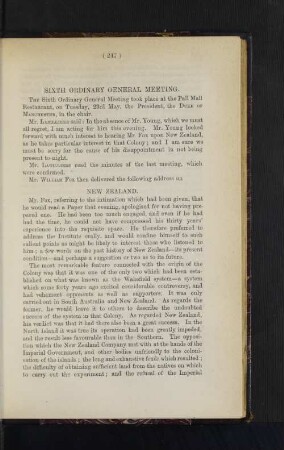 ( 247 )
SIXTH ORDINARY GENERAL MEETING.
THE Sixth Ordinary General Meeting took place at the Pall Mall
Restaurant, on Tuesday, 23rd May, the President, the DUKE OF
MANCHESTER, in the chair.
MR. said: In the absence of Mr. Young, which we must
all regret, I am acting for him this evening. Mr. Young looked
forward with much interest to hearing Mr. Fox upon New Zealand,
as he takes particular interest in that Colony; and I am sure we
must be sorry for the cause of his disappointment in not being
present to-night.
MR. read the minutes of the last meeting, which
were confirmed.
MR. WILLIAM FOX then delivered the following address on
NEW ZEALAND.
Mr. Fox, referring to the intimation which had been given, that
he would read a Paper that evening, apologised for not having pre-
pared one. He had been too much engaged, and even if he had
had the time, he could not have compressed his thirty years'
experience into the requisite space. He therefore preferred to
address the Institute orally, and would confine himself to such
salient points as might be likely to interest those who listened to
him; a few words on the past history of New Zealand—its present
condition—and perhaps a suggestion or two as to its future.
The most remarkable feature connected with the origin of the
Colony was that it was one of the only two which had been estab-
lished on what was known as the Wakefield system—a system
which some forty years ago excited considerable controversy, and
had vehement opponents as well as supporters. It was only
carried out in South Australia and New Zealand. As regards the
former, he would leave it to others to describe the undoubted
success of the system in that Colony. As regarded New Zealand,
his verdict was that it had there also been a great success. In the
North Island it was true its operation had been greatly impeded,
and the result less favourable than in the Southern. The opposi-
tion which the New Zealand Company met with at the hands of the
Imperial Government, and other bodies unfriendly to the coloni-
sation of the islands; the long and exhaustive feuds which resulted;
the difficulty of obtaining sufficient land from the natives on which
to carry out the experiment; and the refusal of the Imperial